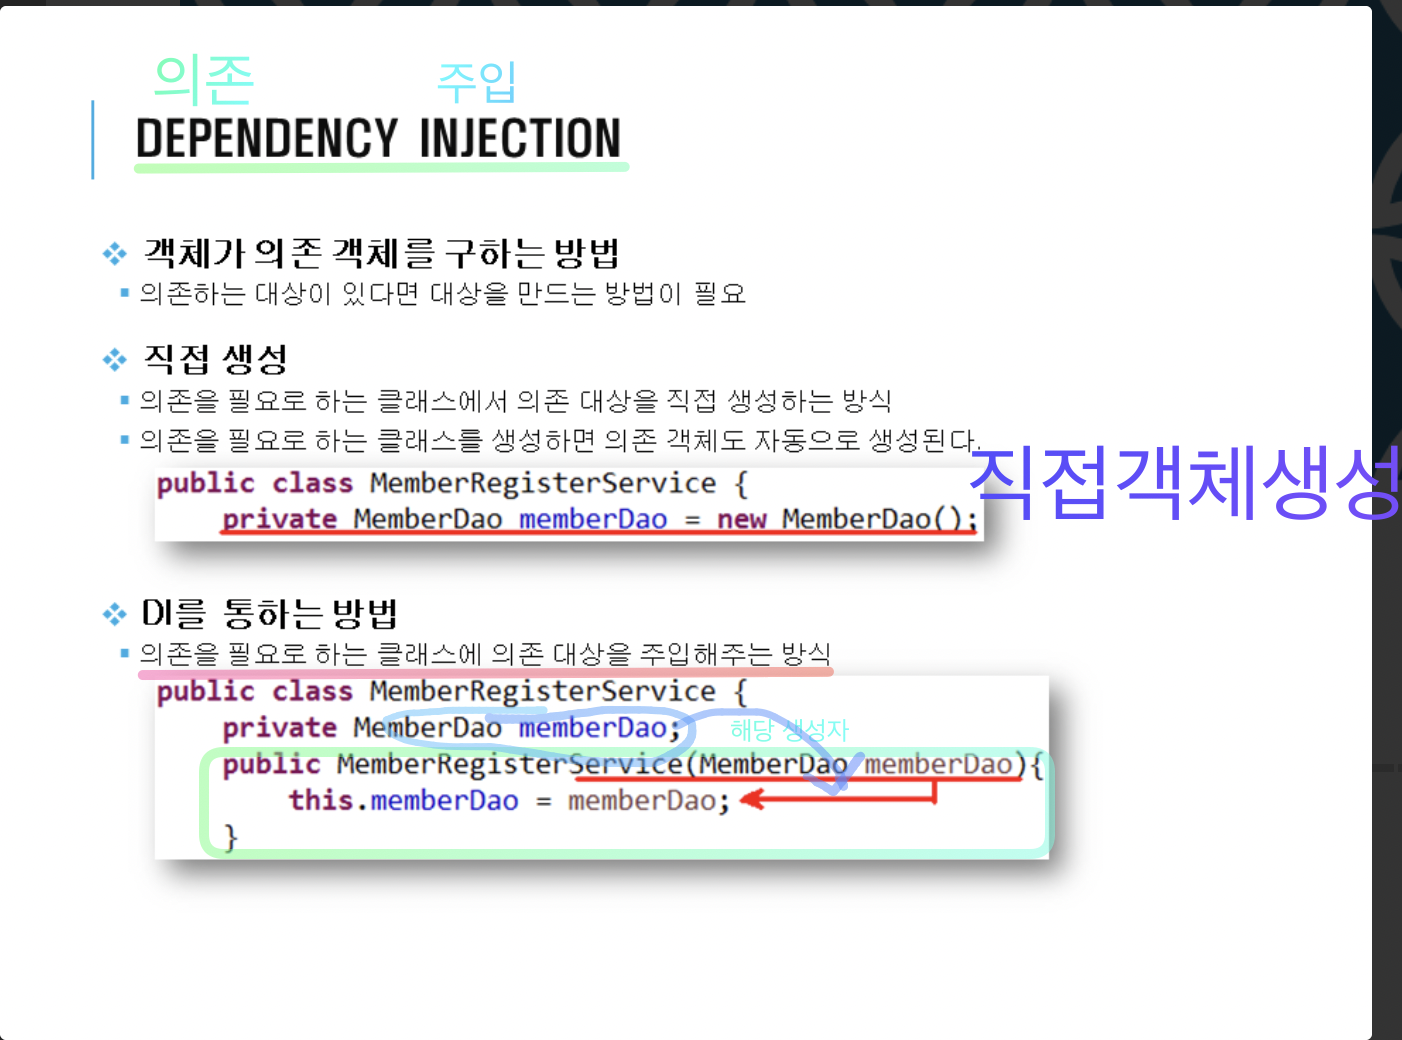 의존 주입
DEPENDENCY INJECTION
객체가 의존 객체를 구하는 방법
의존하는 대상이 있다면 대상을 만드는 방법이 필요
직접 생성
의존을 필요로 하는 클래스에서 의존 대상을 직접 생성하는 방식
의존을 필요로 하는 클래스를 생성하면 의존 객체도 자동으로 생성된다.
직접객체생성
public class MemberRegisterService {
private MemberDao memberDao = new MemberDao();
DI를 통하는 방법
의존을 필요로 하는 클래스에 의존 대상을 주입해주는 방식
public class MemberRegisterService {
private MemberDao memberDao;
해당 생성자
public MemberRegisterService(MemberDao memberDao){
this.memberDao = memberDao;
}